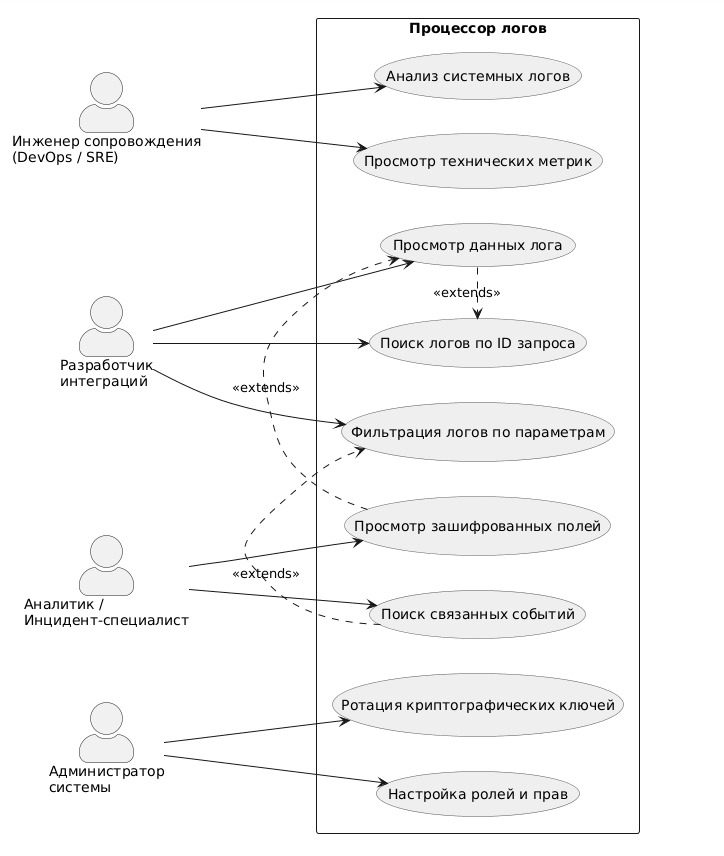 Процессор логов
Анализ системных логов
Инженер сопровождения
(DevOps / SRE)
Просмотр технических метрик
Просмотр данных лога
«extends»
Поиск логов по ID запроса
Разработчик
интеграций
«extends»
Фильтрация логов по параметрам
Просмотр зашифрованных полей
«extends»
Аналитик /
Инцидент-специалист
Поиск связанных событий
Ротация криптографических ключей
Администратор
системы
Настройка ролей и прав